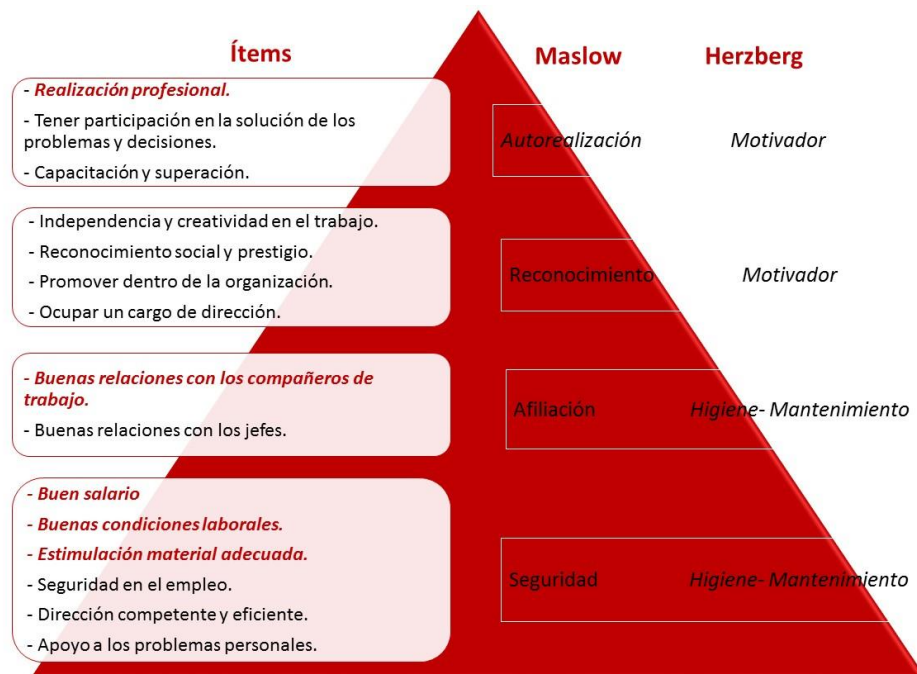 Ítems
Maslow
Herzberg
- Realización profesional.
- Tener participación en la solución de los
problemas y decisiones.
- Capacitación y superación.
Autorealización
Motivador
- Independencia y creatividad en el trabajo.
- Reconocimiento social y prestigio.
- Promover dentro de la organización.
- Ocupar un cargo de dirección.
Reconocimiento
Motivador
- Buenas relaciones con los compañeros de
trabajo.
- Buenas relaciones con los jefes.
Afiliación
Higiene- Mantenimiento
- Buen salario
- Buenas condiciones laborales.
- Estimulación material adecuada.
- Seguridad en el empleo.
- Dirección competente y eficiente.
- Apoyo a los problemas personales.
Seguridad
Higiene- Mantenimiento